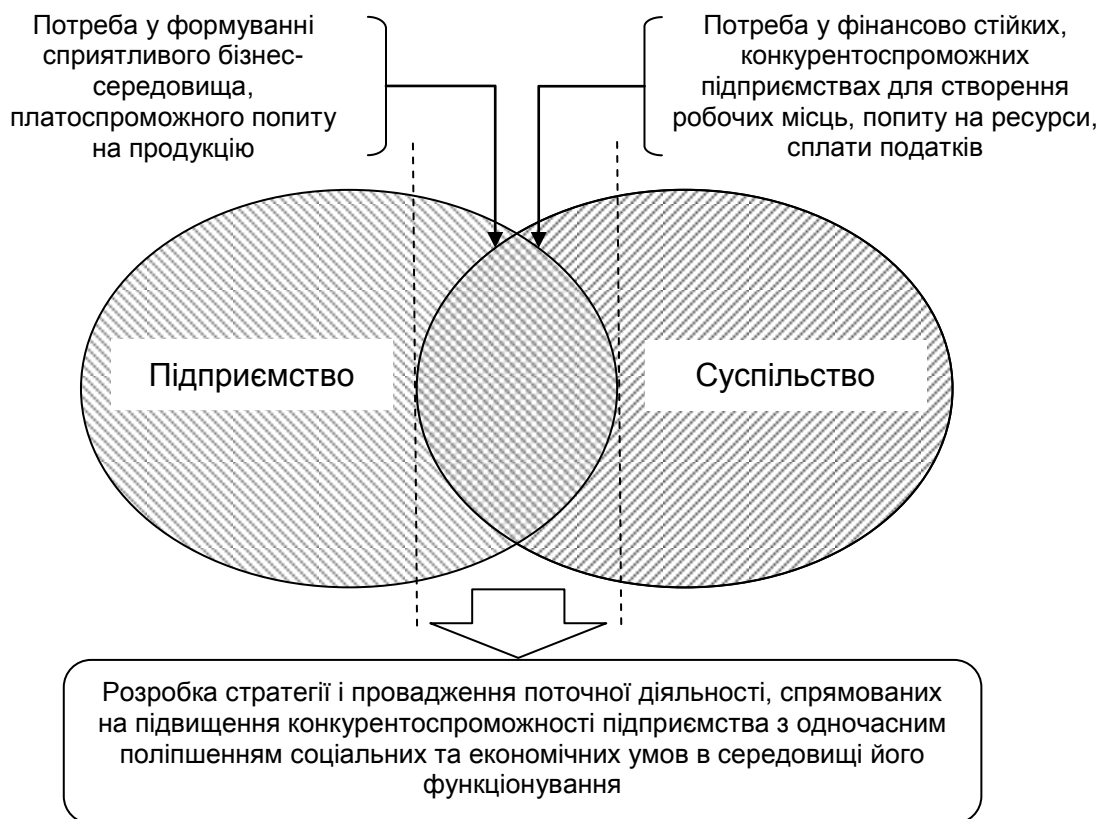 Потреба у формуванні
сприятливого бізнес-
середовища,
платоспроможного попиту
на продукцію
Потреба у фінансово стійких,
конкурентоспроможних
підприємствах для створення
робочих місць, попиту на ресурси,
сплати податків
Підприємство
Суспільство
Розробка стратегії і провадження поточної діяльності, спрямованих
на підвищення конкурентоспроможності підприємства з одночасним
поліпшенням соціальних та економічних умов в середовищі його
функціонування